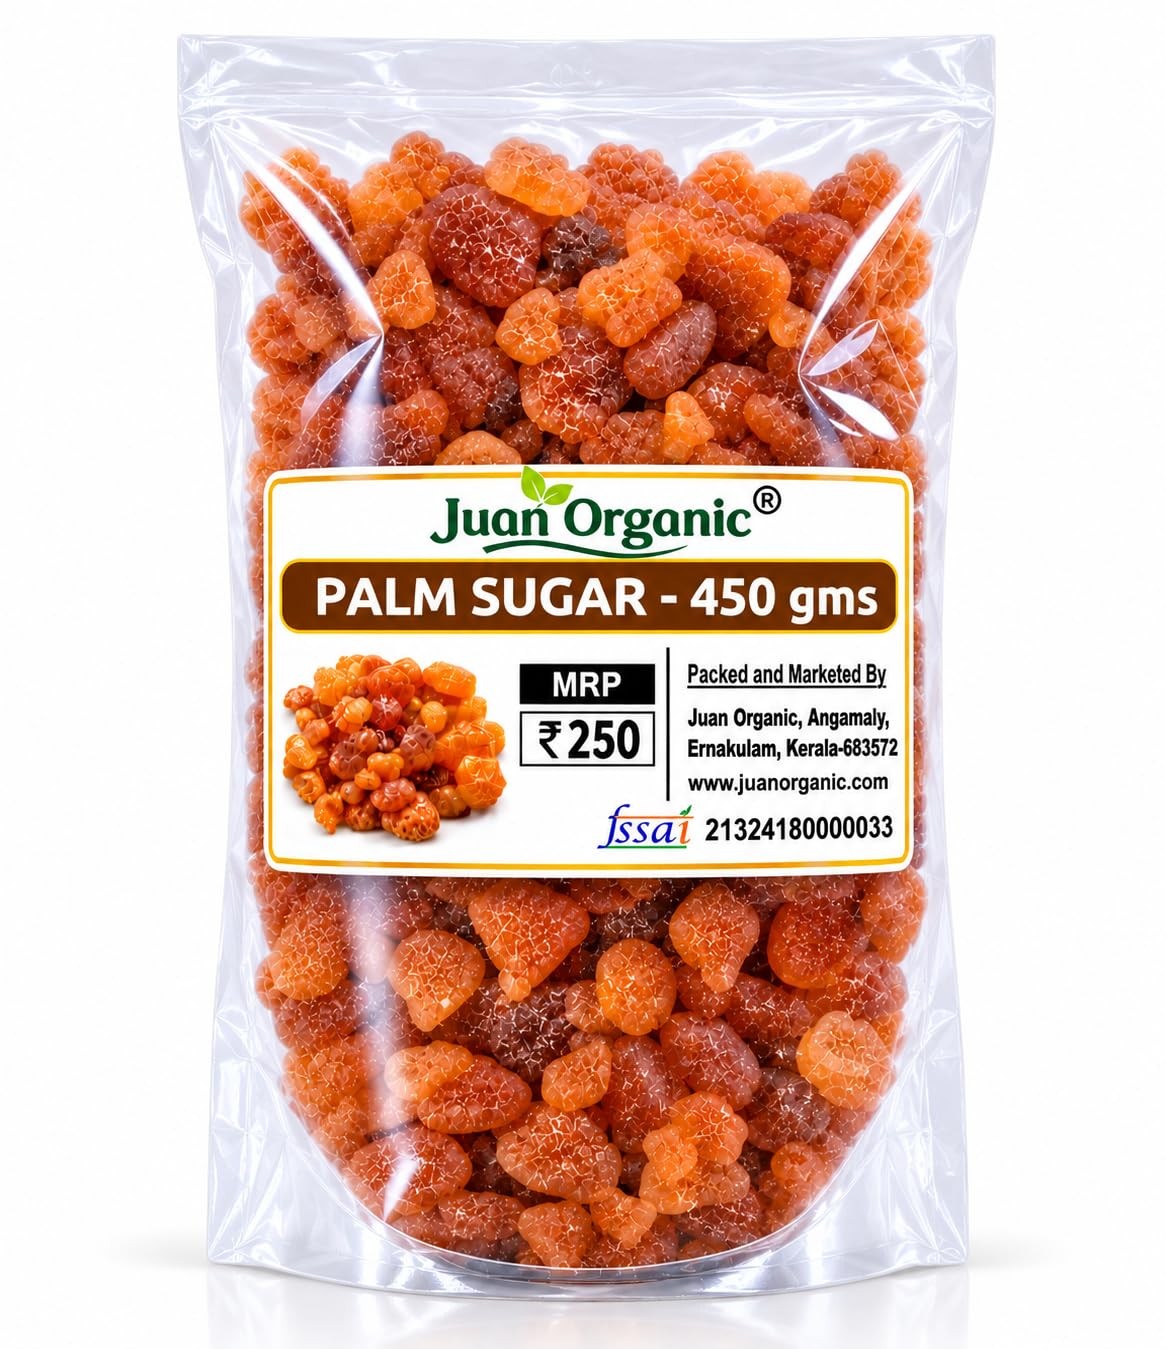 Juan Organic®
PALM SUGAR - 450 gms
MRP
₹250
Packed and Marketed By
Juan Organic, Angamaly,
Ernakulam, Kerala-683572
www.juanorganic.com
fssai 21324180000033